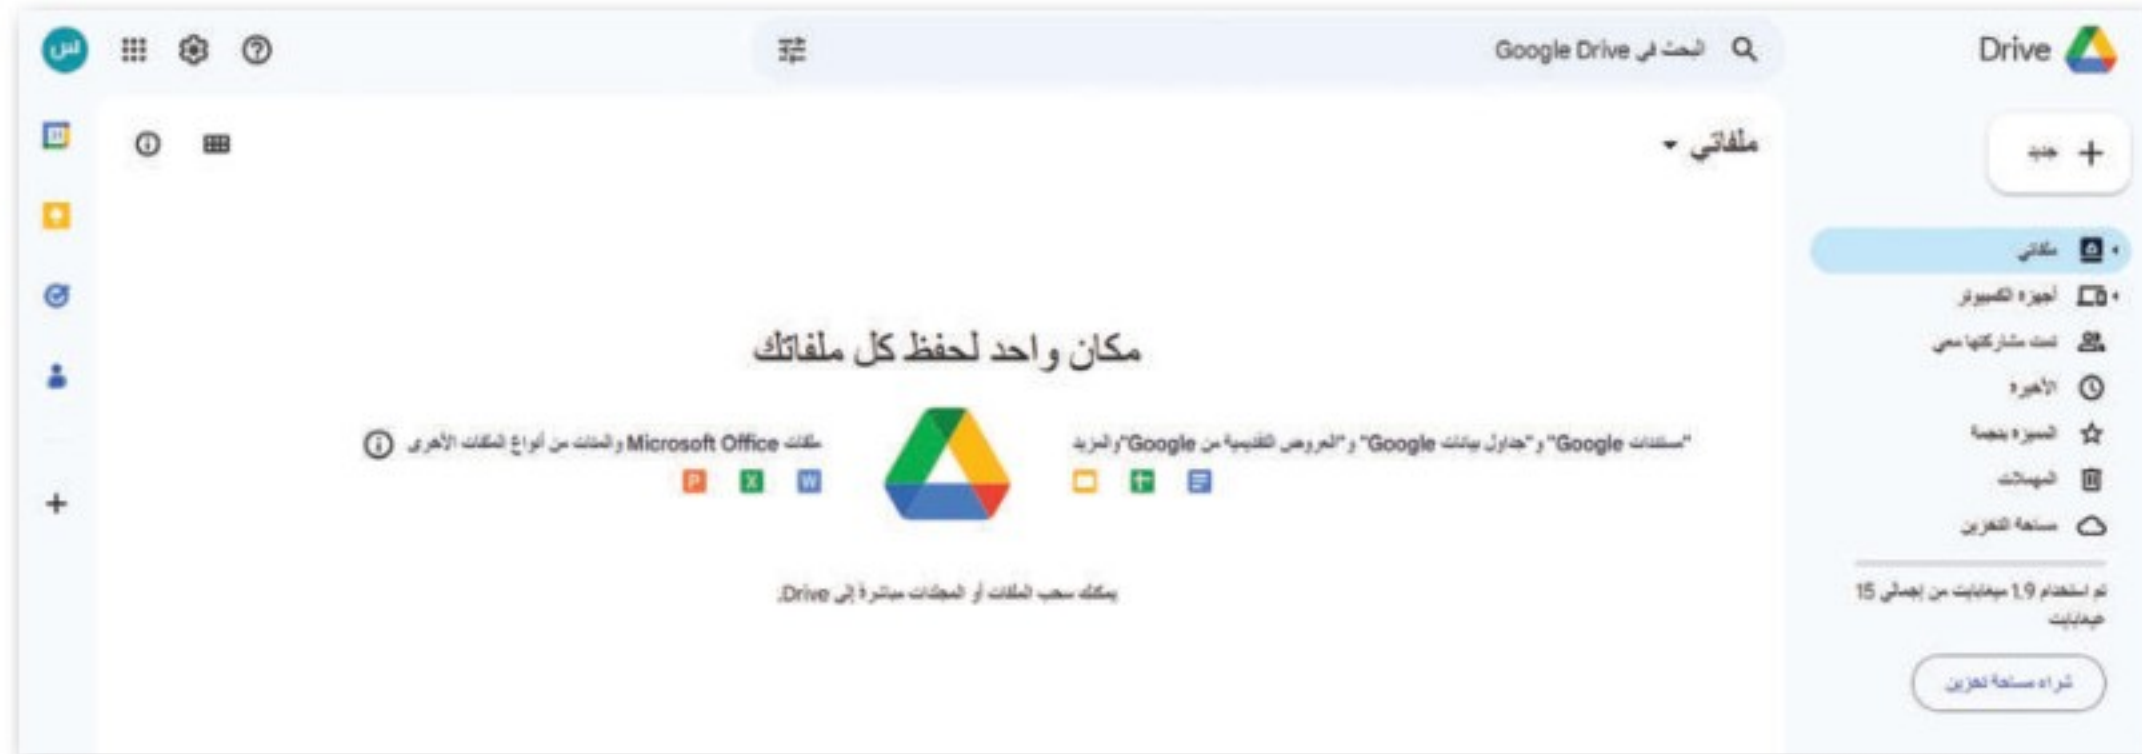 Drive
البحث في Google Drive
س
جديد
ملفاتي
ملفاتي
أجهزة الكمبيوتر
تمت مشاركتها معي
الأخيرة
المميزة بنجمة
المهملات
مساحة التخزين
تم استخدام 1.9 ميغابايت من إجمالي 15
غيغابايت
شراء مساحة تخزين
مكان واحد لحفظ كل ملفاتك
"مستندات Google" و"جداول بيانات Google" و"العروض التقديمية من Google" والمزيد
ملفات Microsoft Office والمئات من أنواع الملفات الأخرى
P X W
يمكنك سحب الملفات أو المجلدات مباشرة إلى Drive.